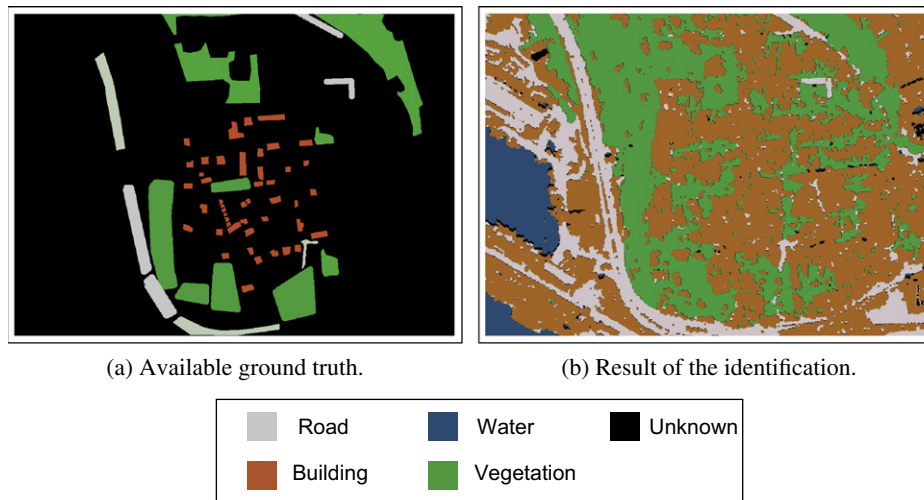 (a) Available ground truth.
(b) Result of the identification.
Road
Water
Unknown
Building
Vegetation